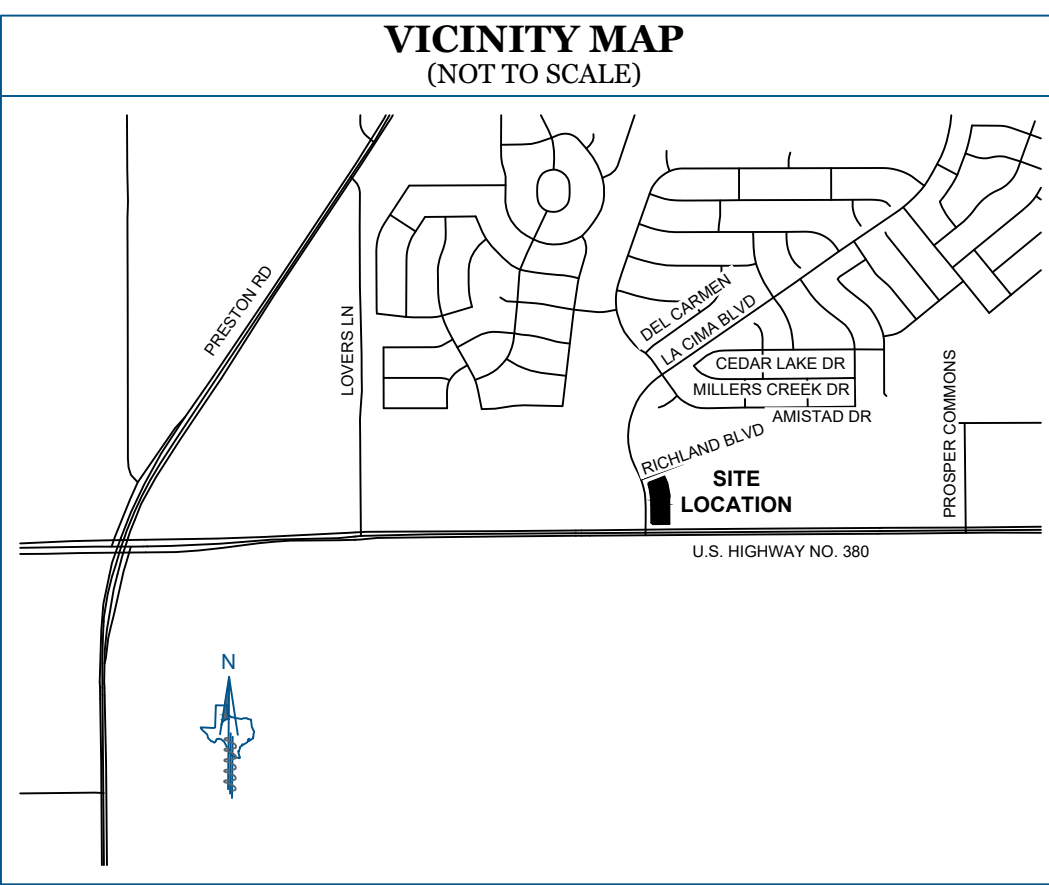 VICINITY MAP
(NOT TO SCALE)
PRESTON RD
LOVERS LN
DEL CARMEN
LA CIMA BLVD
CEDAR LAKE DR
MILLERS CREEK DR
AMISTAD DR
PROSPER COMMONS
RICHLAND BLVD
SITE
LOCATION
U.S. HIGHWAY NO. 380
N